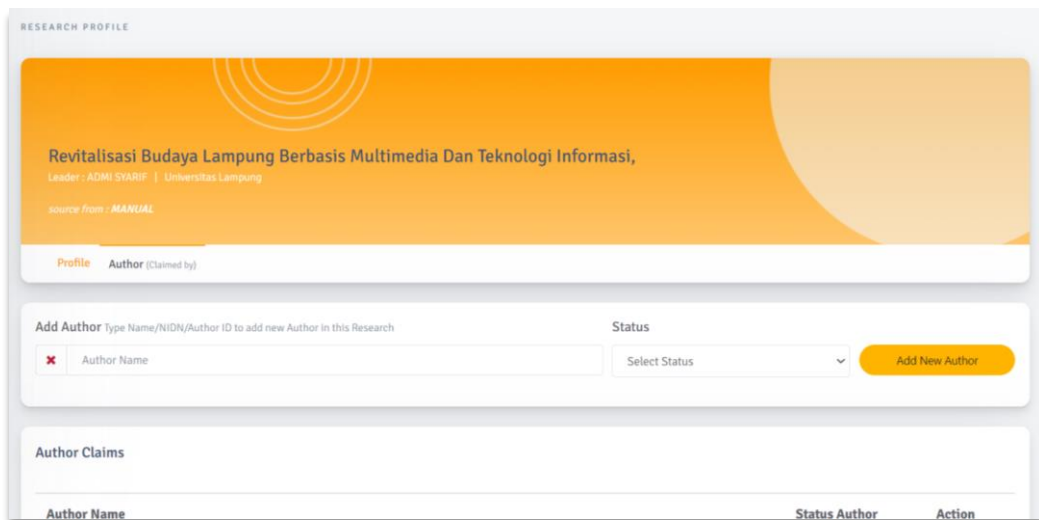 RESEARCH PROFILE
Revitalisasi Budaya Lampung Berbasis Multimedia Dan Teknologi Informasi,
Leader : ADMI SYARIF | Universitas Lampung
source from : MANUAL
Profile Author (Claimed by)
Add Author Type Name/NIDN/Author ID to add new Author in this Research Status
Author Name Select Status Add New Author
Author Claims
Author Name Status Author Action